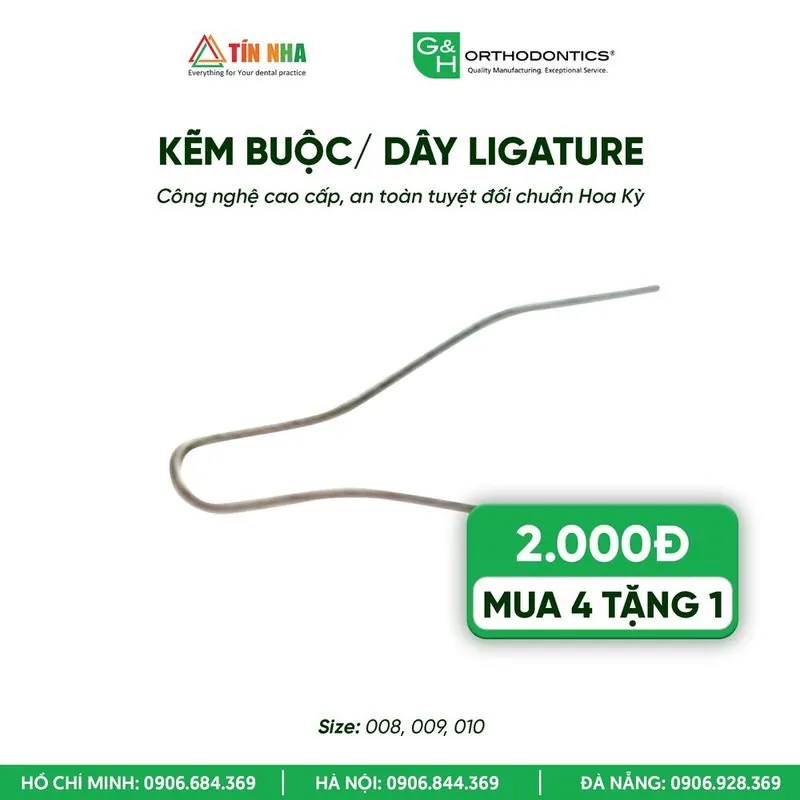 TÍN NHA
Everything for Your dental practice
G&H ORTHODONTICS®
Quality Manufacturing. Exceptional Service.
KẼM BUỘC/ DÂY LIGATURE
Công nghệ cao cấp, an toàn tuyệt đối chuẩn Hoa Kỳ
2.000Đ
MUA 4 TẶNG 1
Size: 008, 009, 010
HỒ CHÍ MINH: 0906.684.369 | HÀ NỘI: 0906.844.369 | ĐÀ NẴNG: 0906.928.369